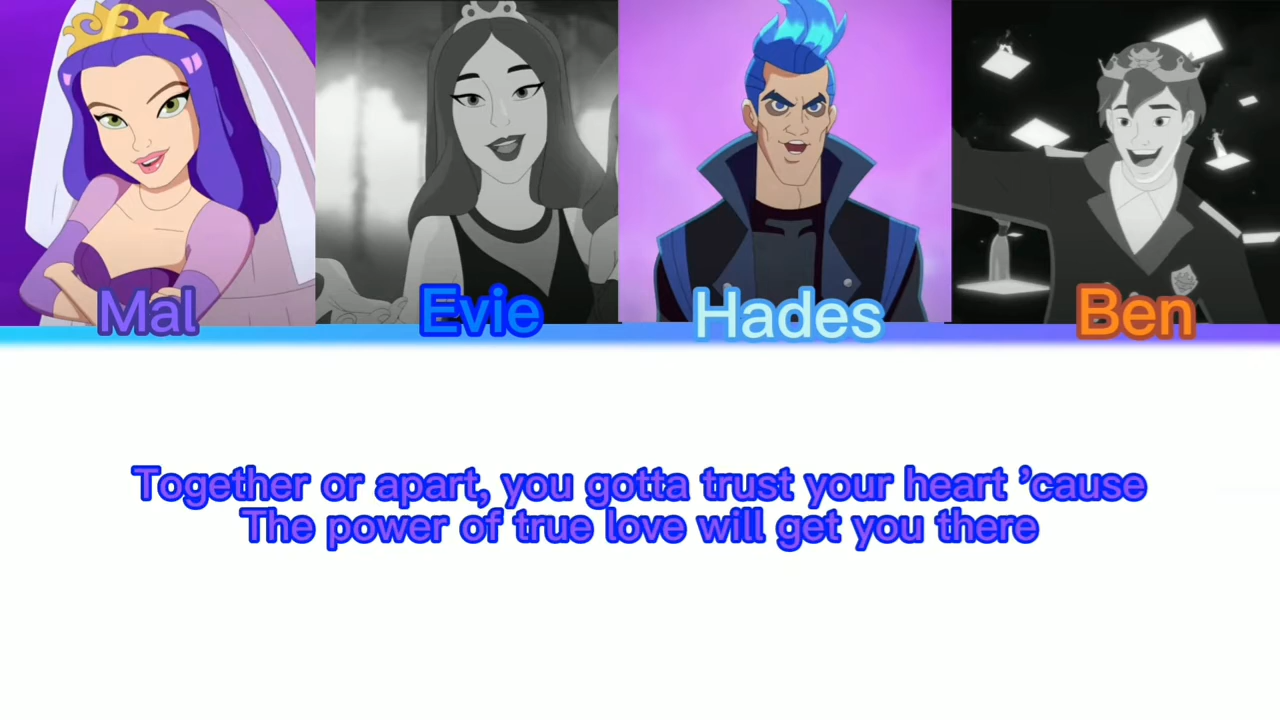 Mal
Evie
Hades
Ben
Together or apart, you gotta trust your heart ’cause
The power of true love will get you there